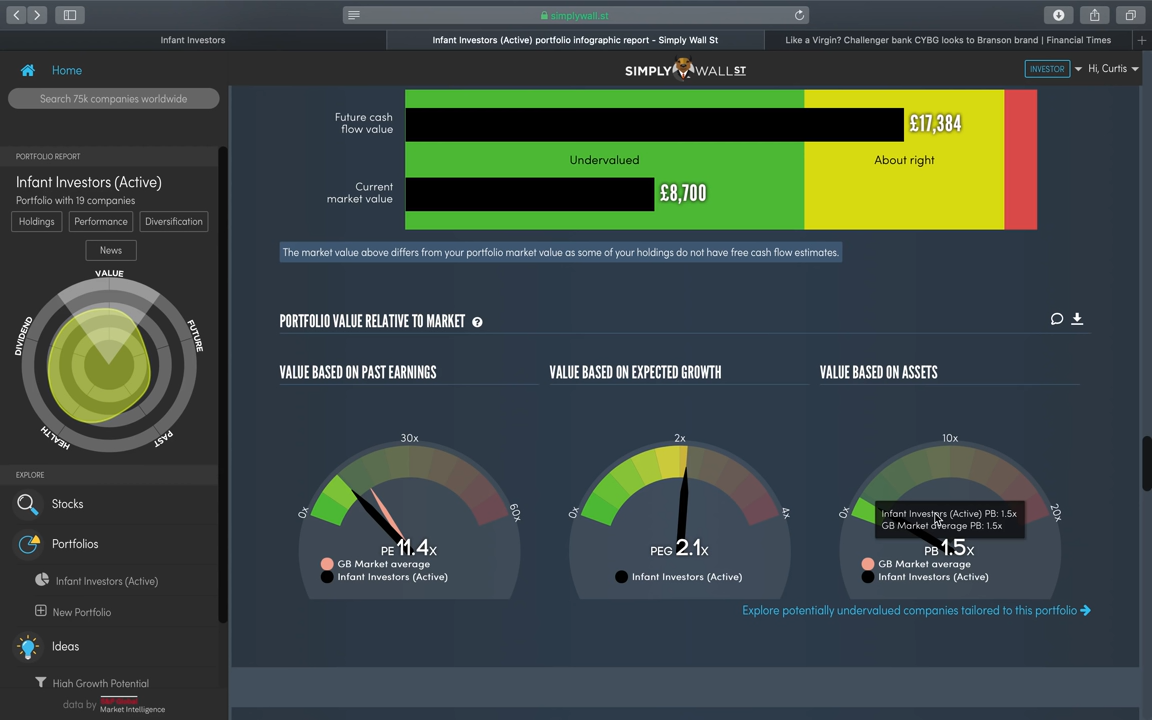 simplywall.st
Infant Investors
Infant Investors (Active) portfolio infographic report - Simply Wall St
Like a Virgin? Challenger bank CYBG looks to Branson brand | Financial Times
Home
SIMPLY WALL ST
INVESTOR
Hi, Curtis
Search 75k companies worldwide
PORTFOLIO REPORT
Infant Investors (Active)
Portfolio with 19 companies
Holdings
Performance
Diversification
News
VALUE
FUTURE
PAST
HEALTH
DIVIDEND
EXPLORE
Stocks
Portfolios
Infant Investors (Active)
New Portfolio
Ideas
High Growth Potential
data by
Market Intelligence
Future cash
flow value
£17,384
Undervalued
About right
Current
market value
£8,700
The market value above differs from your portfolio market value as some of your holdings do not have free cash flow estimates.
PORTFOLIO VALUE RELATIVE TO MARKET ?
VALUE BASED ON PAST EARNINGS
0x
30x
60x
PE 11.4x
GB Market average
Infant Investors (Active)
VALUE BASED ON EXPECTED GROWTH
0x
2x
4x
PEG 2.1x
Infant Investors (Active)
VALUE BASED ON ASSETS
0x
10x
20x
Infant Investors (Active) PB: 1.5x
GB Market average PB: 1.5x
PB 1.5x
GB Market average
Infant Investors (Active)
Explore potentially undervalued companies tailored to this portfolio